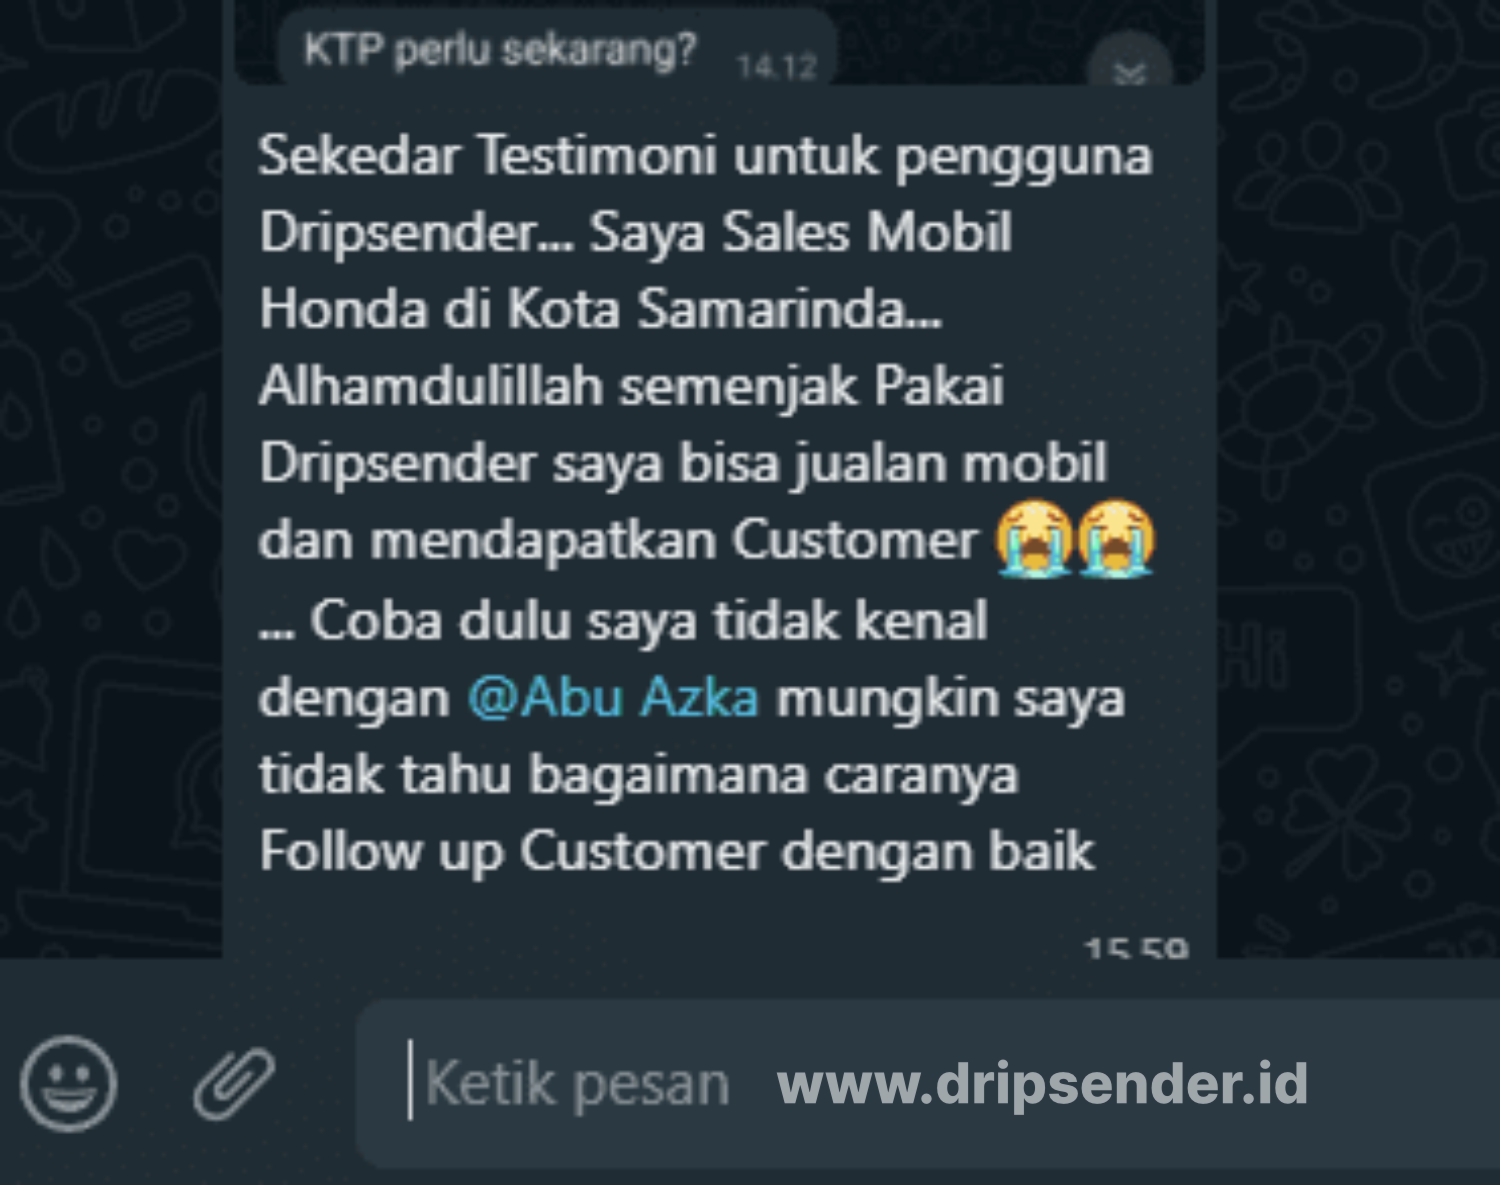 KTP perlu sekarang?
14.12
Sekedar Testimoni untuk pengguna
Dripsender... Saya Sales Mobil
Honda di Kota Samarinda...
Alhamdulillah semenjak Pakai
Dripsender saya bisa jualan mobil
dan mendapatkan Customer 😭😭
... Coba dulu saya tidak kenal
dengan @Abu Azka mungkin saya
tidak tahu bagaimana caranya
Follow up Customer dengan baik
15.59
Hi
Ketik pesan www.dripsender.id